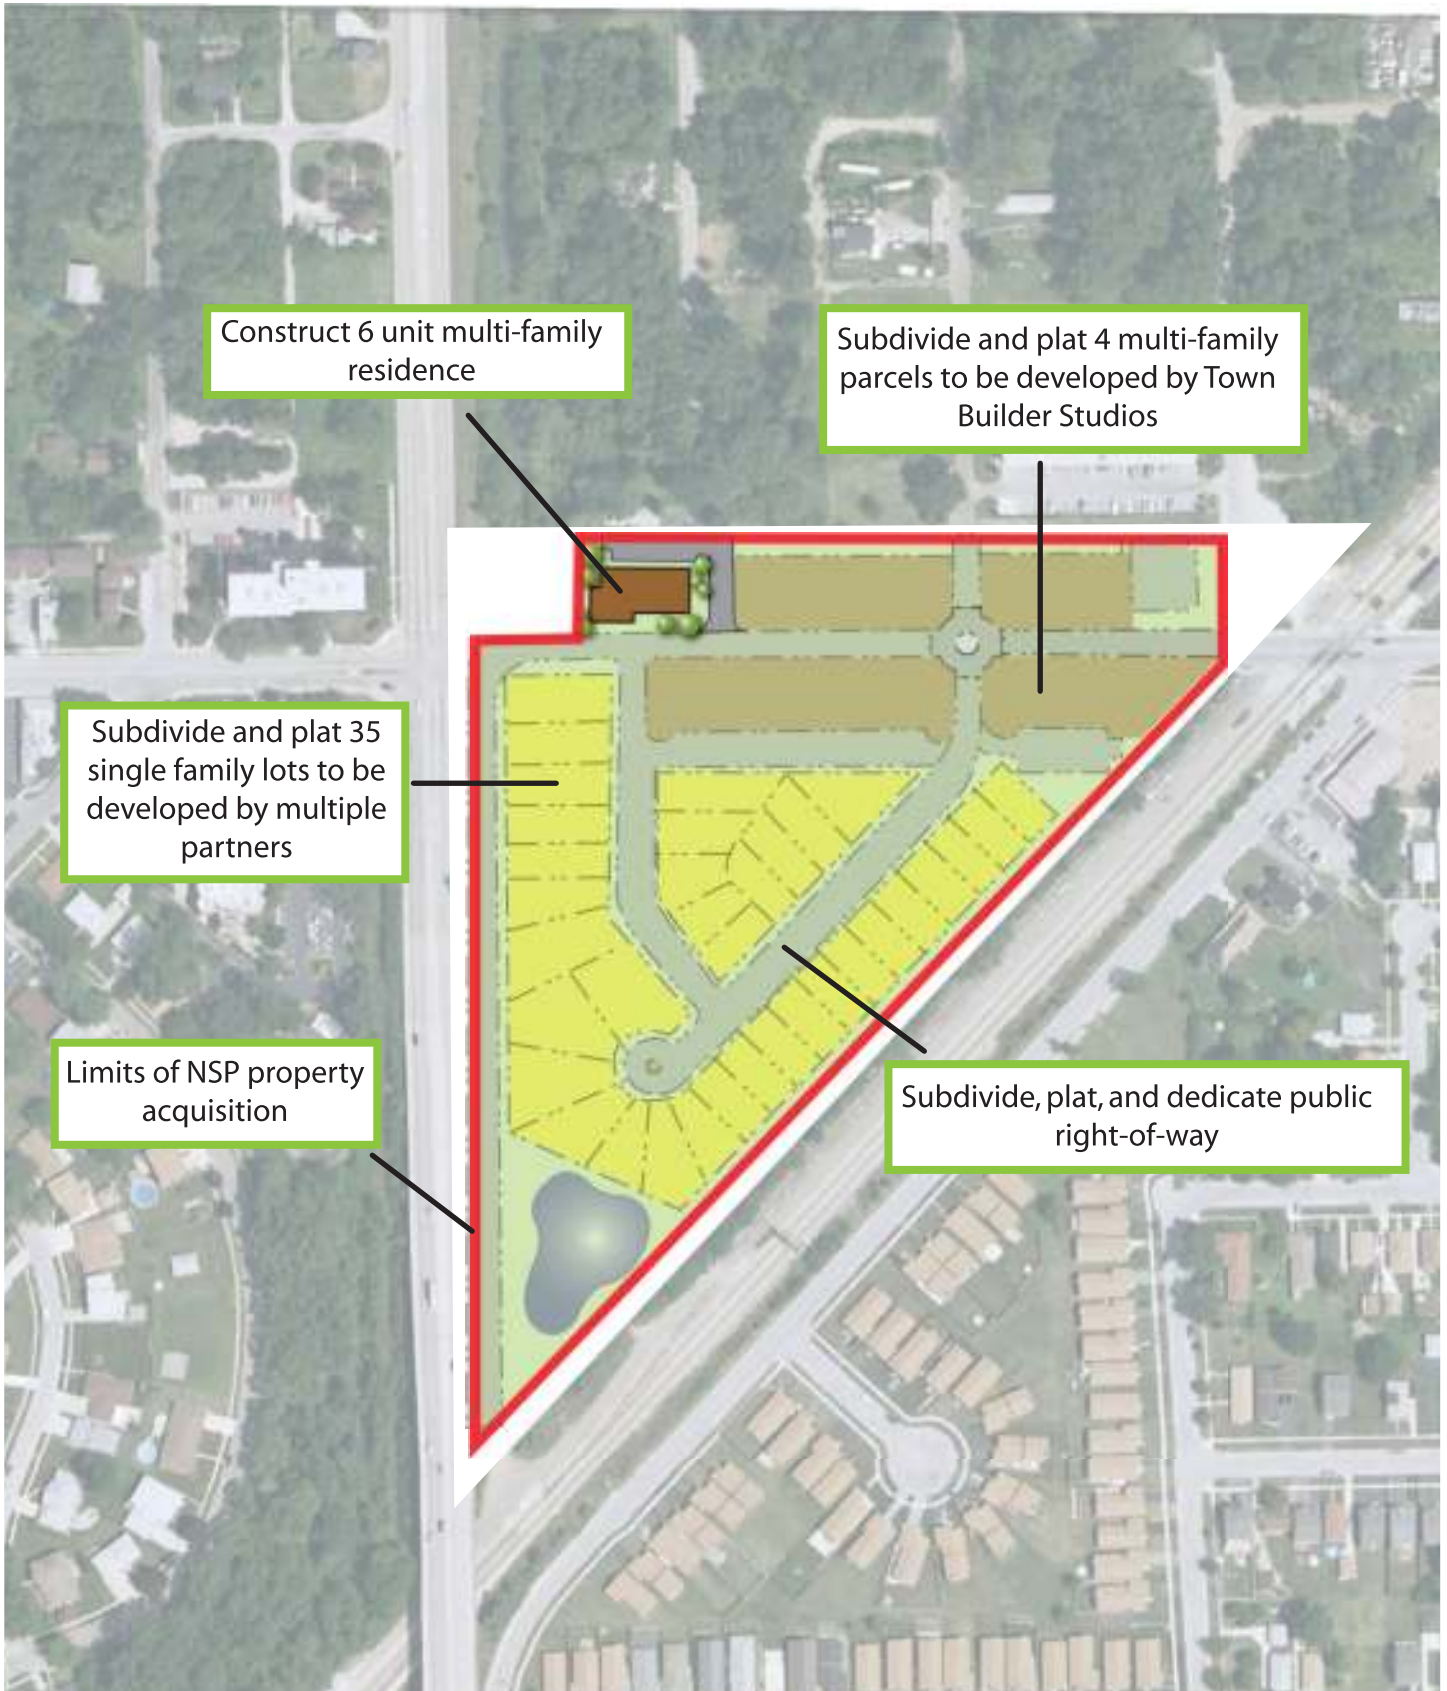 Construct 6 unit multi-family
residence
Subdivide and plat 4 multi-family
parcels to be developed by Town
Builder Studios
Subdivide and plat 35
single family lots to be
developed by multiple
partners
Limits of NSP property
acquisition
Subdivide, plat, and dedicate public
right-of-way